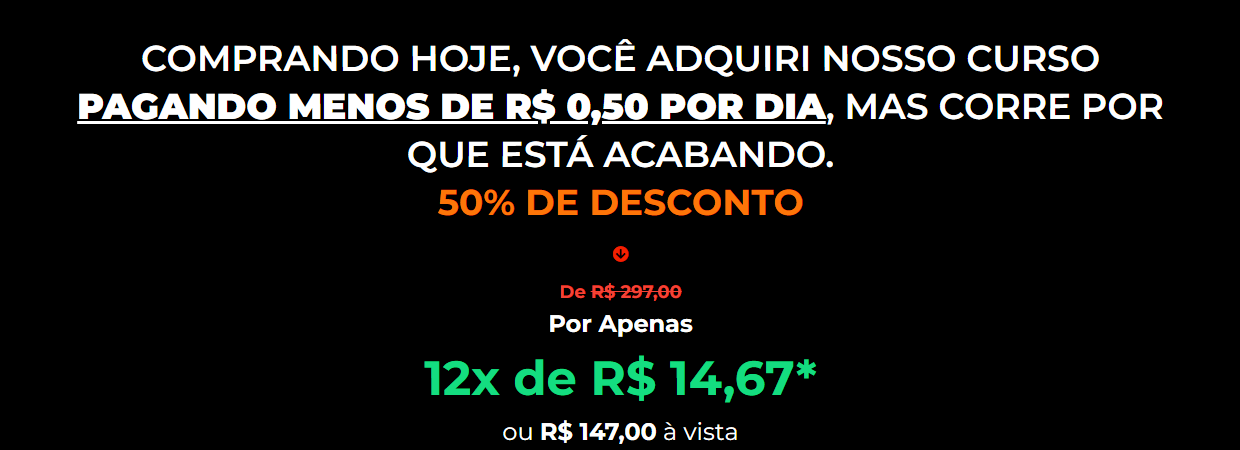 COMPRANDO HOJE, VOCÊ ADQUIRI NOSSO CURSO
PAGANDO MENOS DE R$ 0,50 POR DIA, MAS CORRE POR
QUE ESTÁ ACABANDO.
50% DE DESCONTO
De R$ 297,00
Por Apenas
12x de R$ 14,67*
ou R$ 147,00 à vista